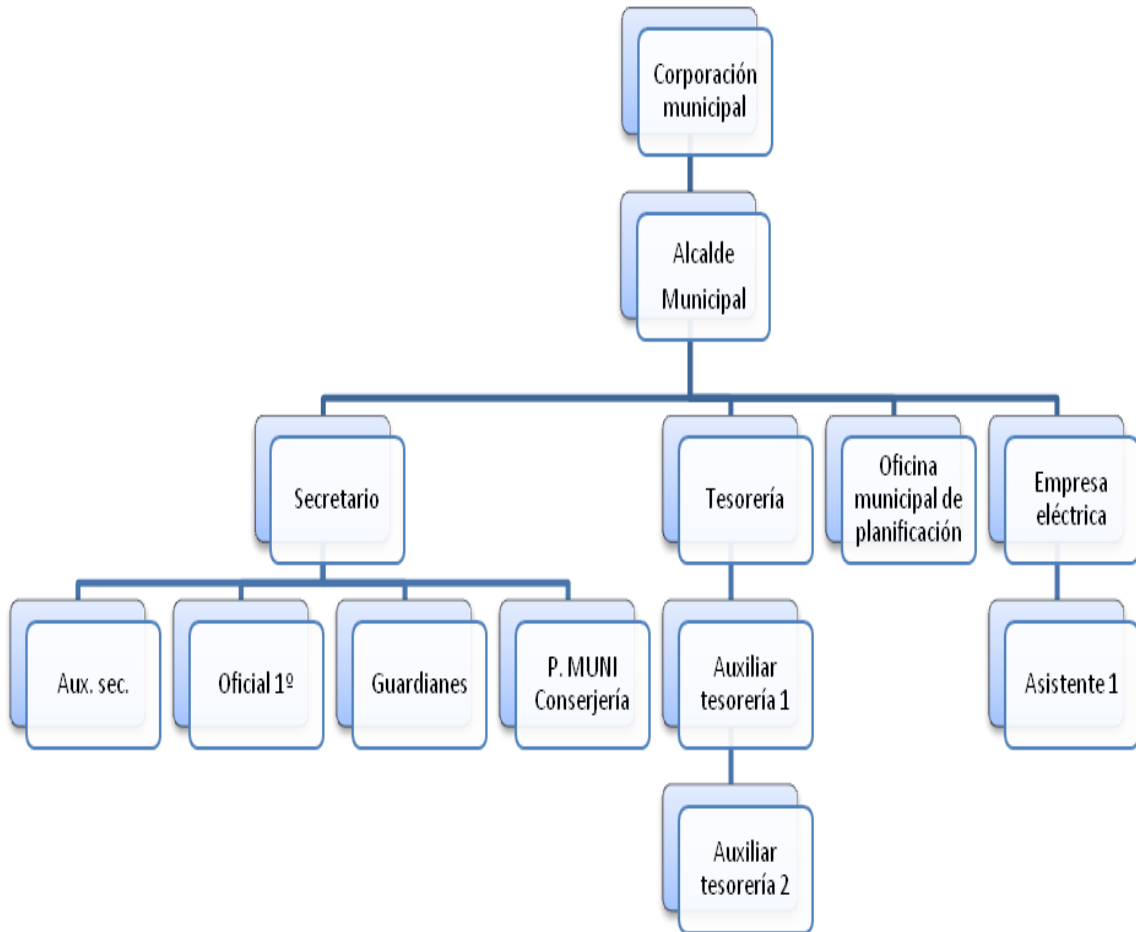 Corporación
municipal
Alcalde
Municipal
Secretario
Tesorería
Oficina
municipal de
planificación
Empresa
eléctrica
Aux. sec.
Oficial 1º
Guardianes
P. MUNI
Conserjería
Auxiliar
tesorería 1
Asistente 1
Auxiliar
tesorería 2